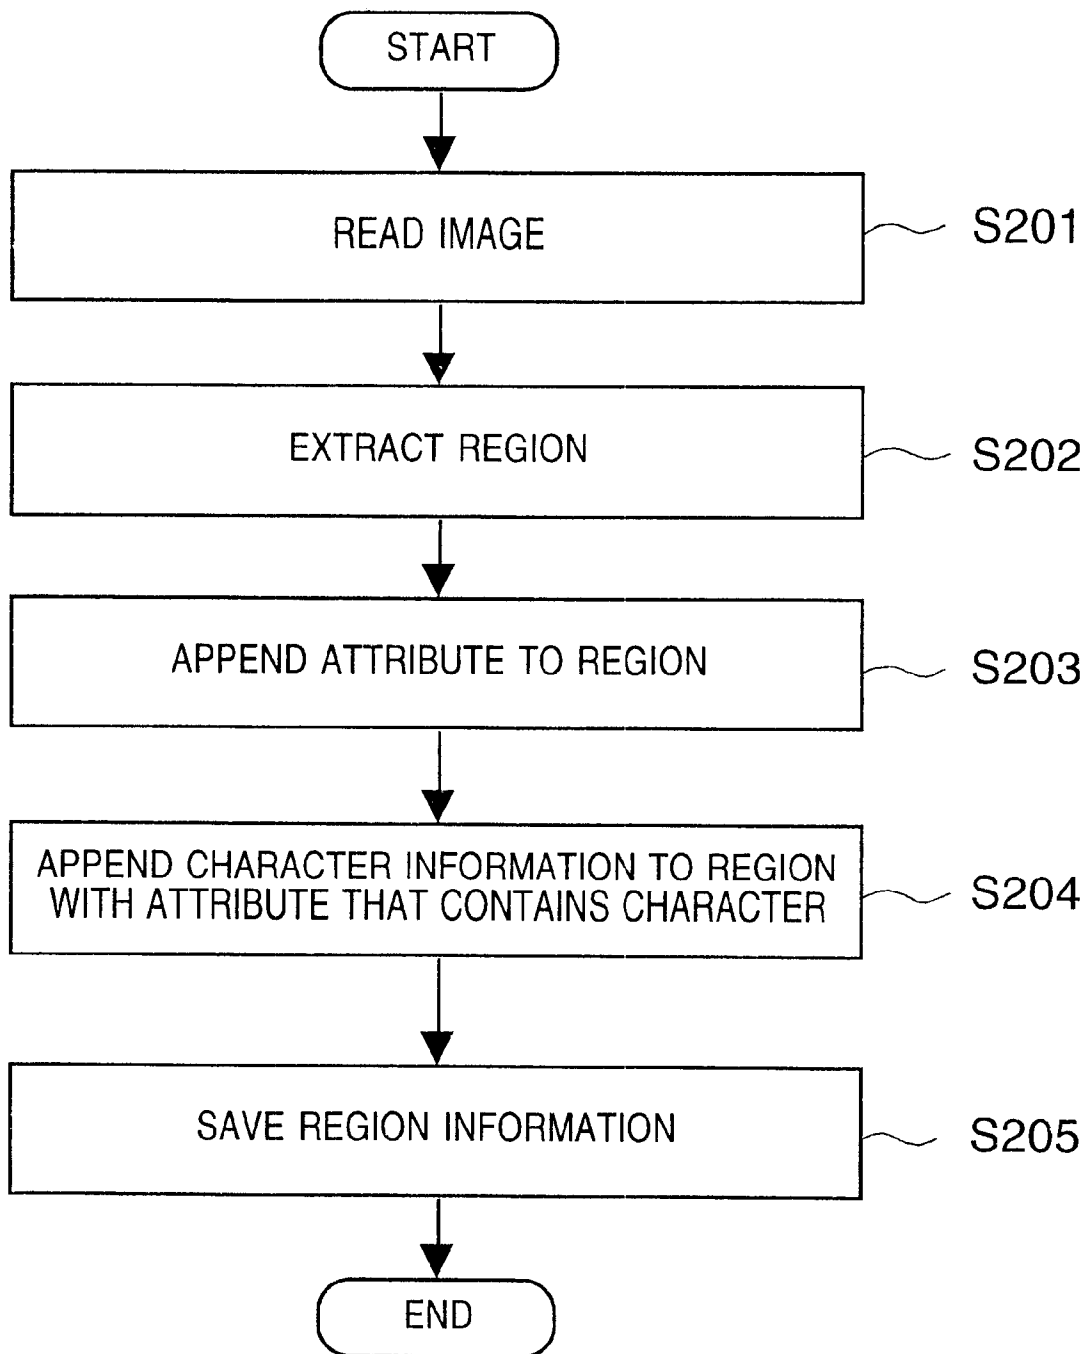 START
READ IMAGE
S201
EXTRACT REGION
S202
APPEND ATTRIBUTE TO REGION
S203
APPEND CHARACTER INFORMATION TO REGION
WITH ATTRIBUTE THAT CONTAINS CHARACTER
S204
SAVE REGION INFORMATION
S205
END